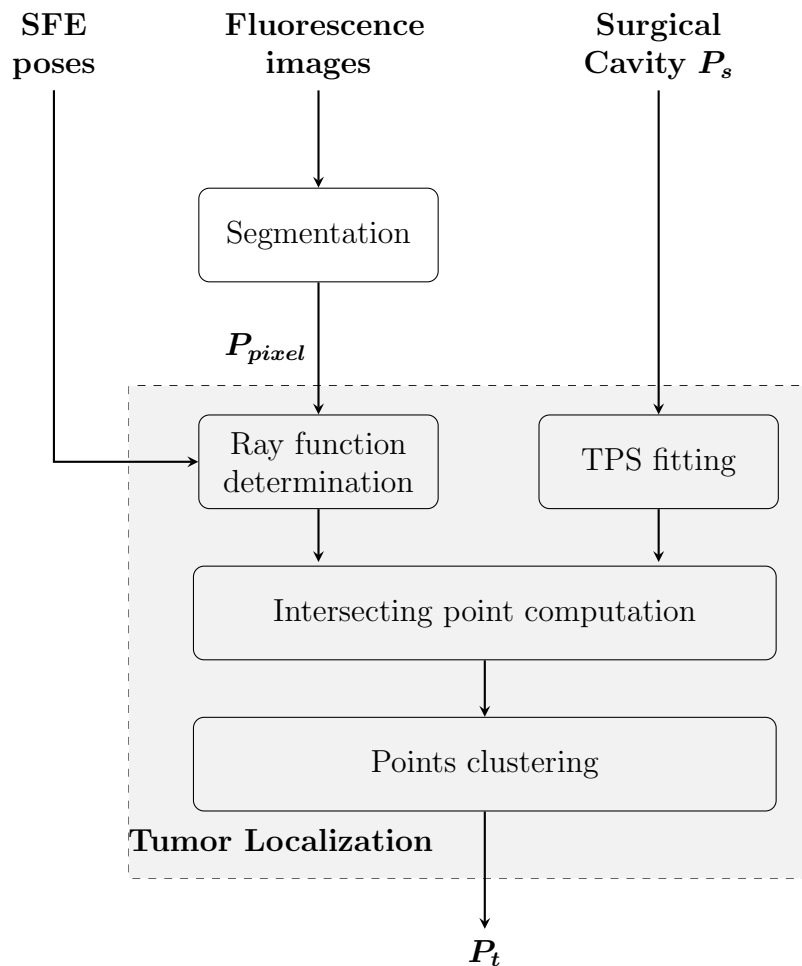 SFE
poses
Fluorescence
images
Surgical
Cavity P_s
Segmentation
P_pixel
Ray function
determination
TPS fitting
Intersecting point computation
Points clustering
Tumor Localization
P_t